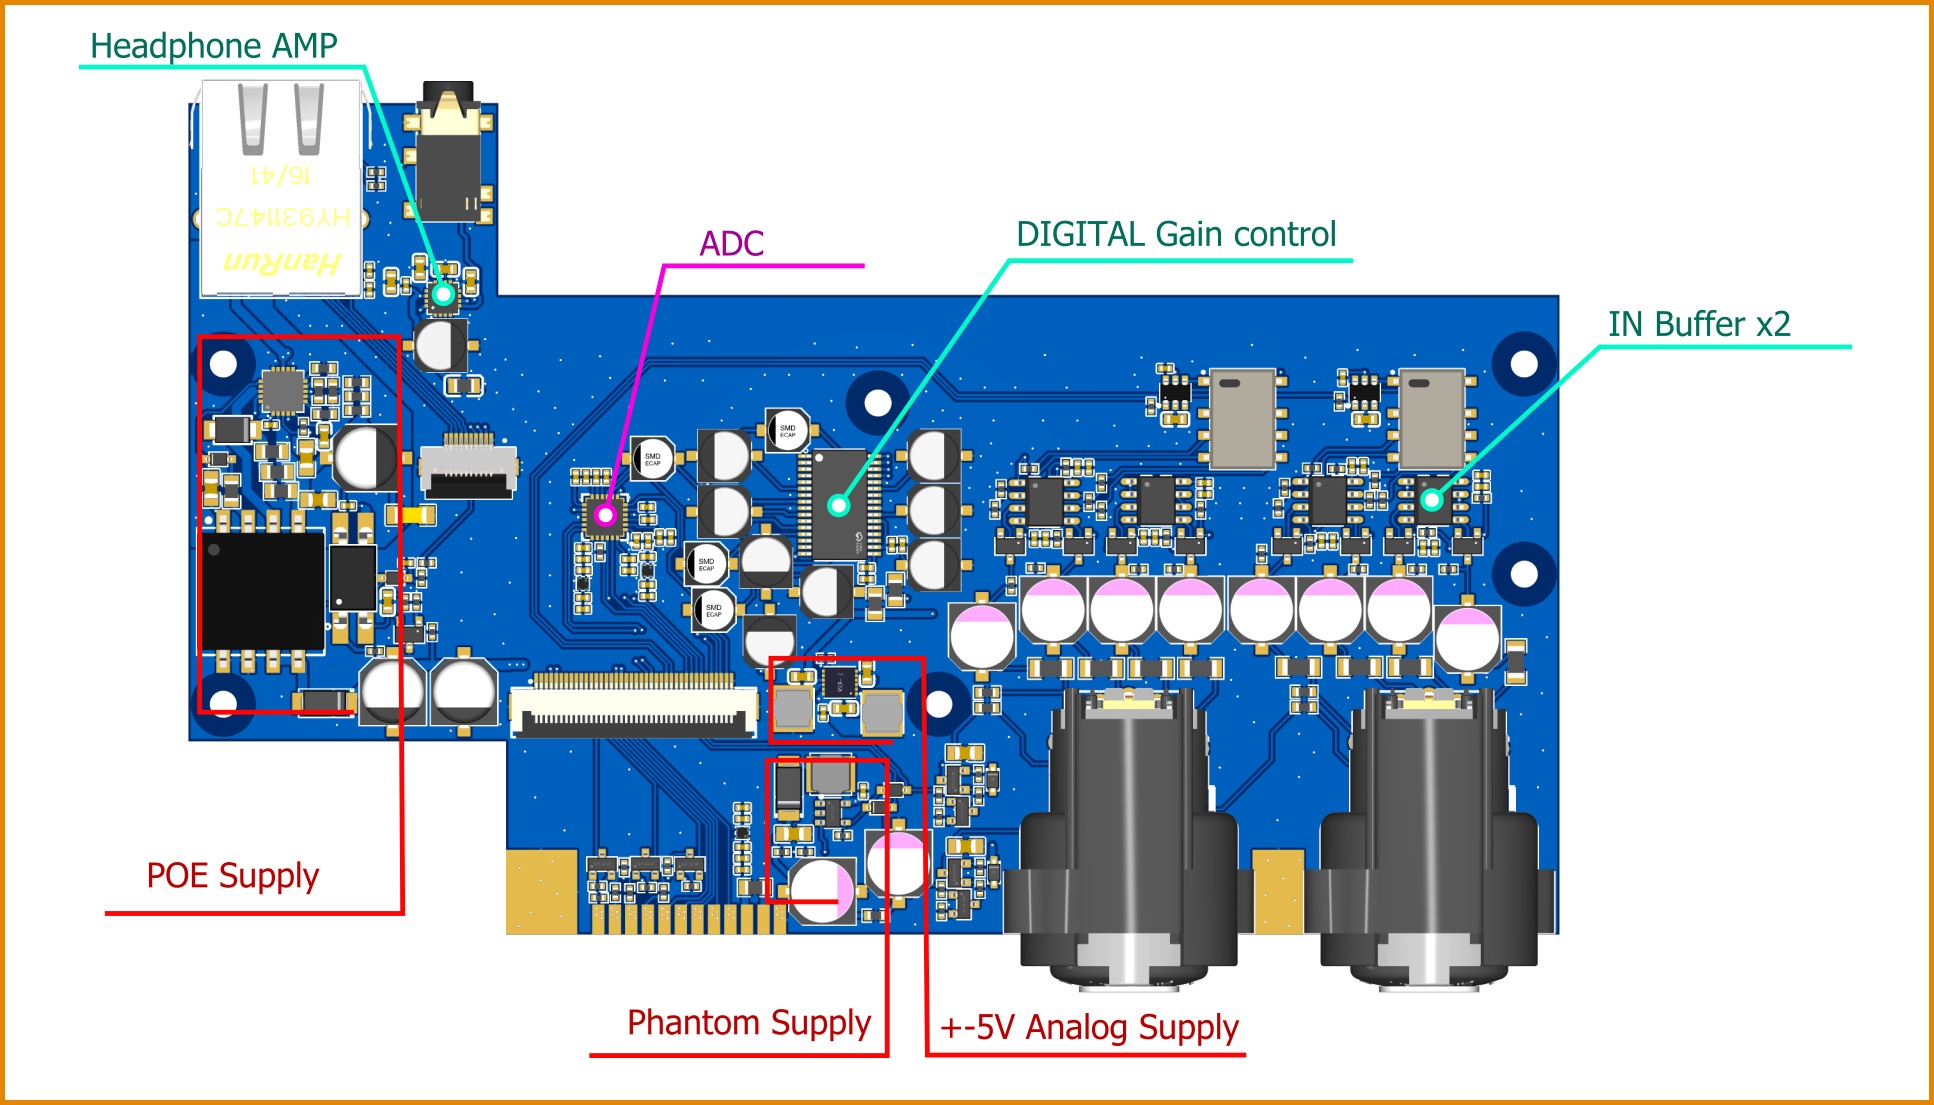 Headphone AMP
16/41
HY931147C
HanRun
ADC
DIGITAL Gain control
IN Buffer x2
SMD
ECAP
SMD
ECAP
SMD
ECAP
SMD
ECAP
POE Supply
Phantom Supply
+-5V Analog Supply